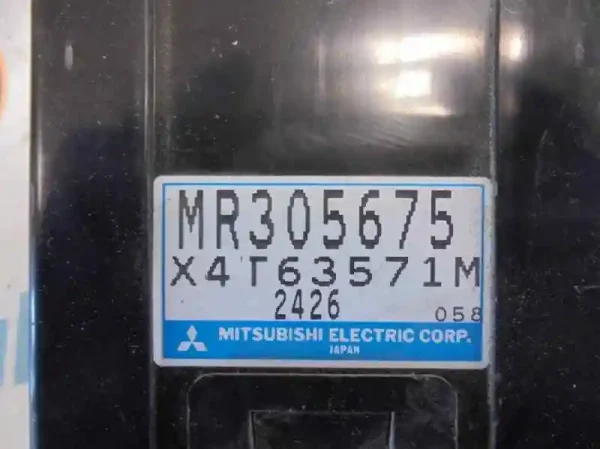 MR305675
X4T63571M
2426 058
MITSUBISHI ELECTRIC CORP.
JAPAN